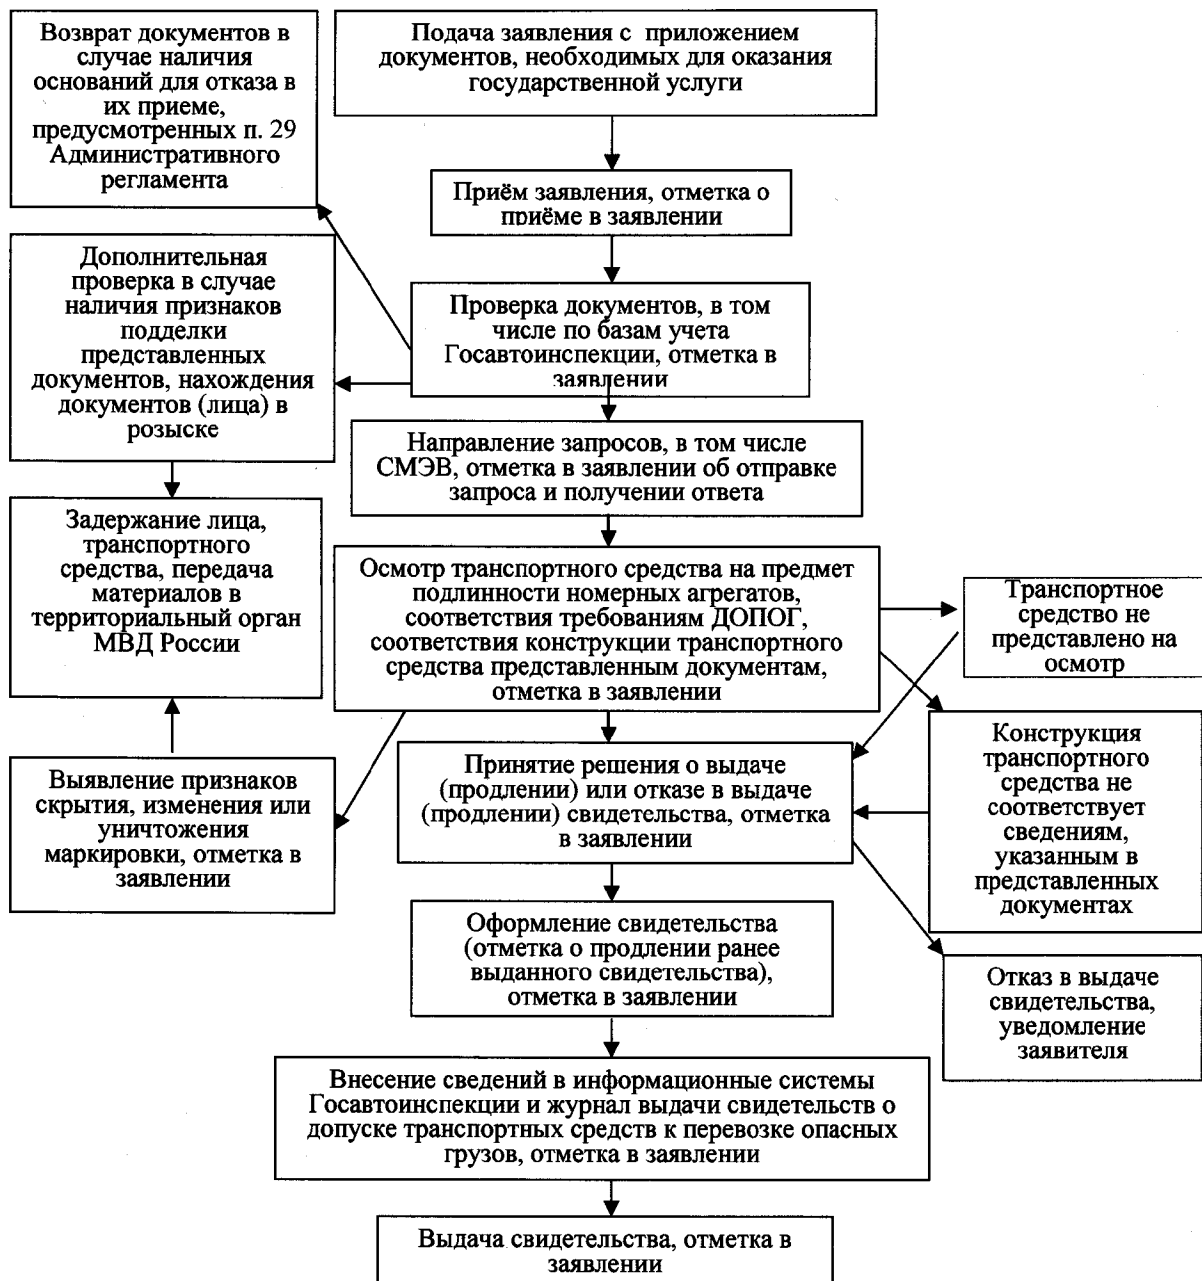 Возврат документов в
случае наличия
оснований для отказа в
их приеме,
предусмотренных п. 29
Административного
регламента
Подача заявления с приложением
документов, необходимых для оказания
государственной услуги
Приём заявления, отметка о
приёме в заявлении
Дополнительная
проверка в случае
наличия признаков
подделки
представленных
документов, нахождения
документов (лица) в
розыске
Проверка документов, в том
числе по базам учета
Госавтоинспекции, отметка в
заявлении
Направление запросов, в том числе
СМЭВ, отметка в заявлении об отправке
запроса и получении ответа
Задержание лица,
транспортного
средства, передача
материалов в
территориальный орган
МВД России
Осмотр транспортного средства на предмет
подлинности номерных агрегатов,
соответствия требованиям ДОПОГ,
соответствия конструкции транспортного
средства представленным документам,
отметка в заявлении
Транспортное
средство не
представлено на
осмотр
Выявление признаков
скрытия, изменения или
уничтожения
маркировки, отметка в
заявлении
Принятие решения о выдаче
(продлении) или отказе в выдаче
(продлении) свидетельства, отметка
в заявлении
Конструкция
транспортного
средства не
соответствует
сведениям,
указанным в
представленных
документах
Оформление свидетельства
(отметка о продлении ранее
выданного свидетельства),
отметка в заявлении
Отказ в выдаче
свидетельства,
уведомление
заявителя
Внесение сведений в информационные системы
Госавтоинспекции и журнал выдачи свидетельств о
допуске транспортных средств к перевозке опасных
грузов, отметка в заявлении
Выдача свидетельства, отметка в
заявлении